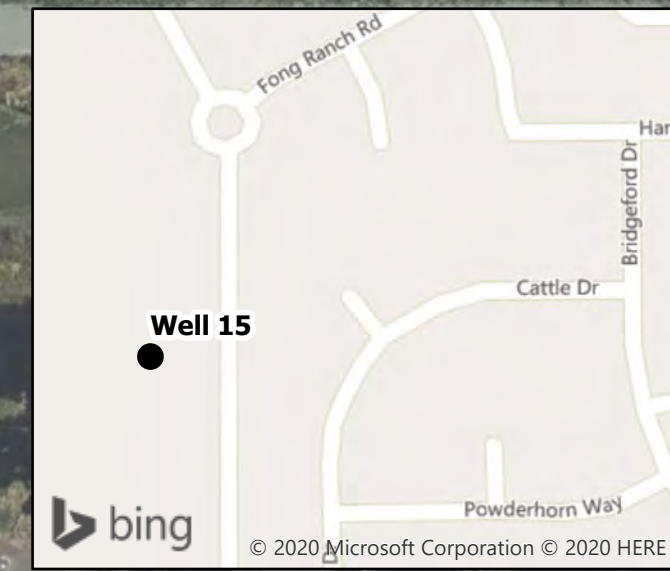 Fong Ranch Rd
Har
Bridgeford Dr
Cattle Dr
Well 15
Powderhorn Way
bing
© 2020 Microsoft Corporation © 2020 HERE